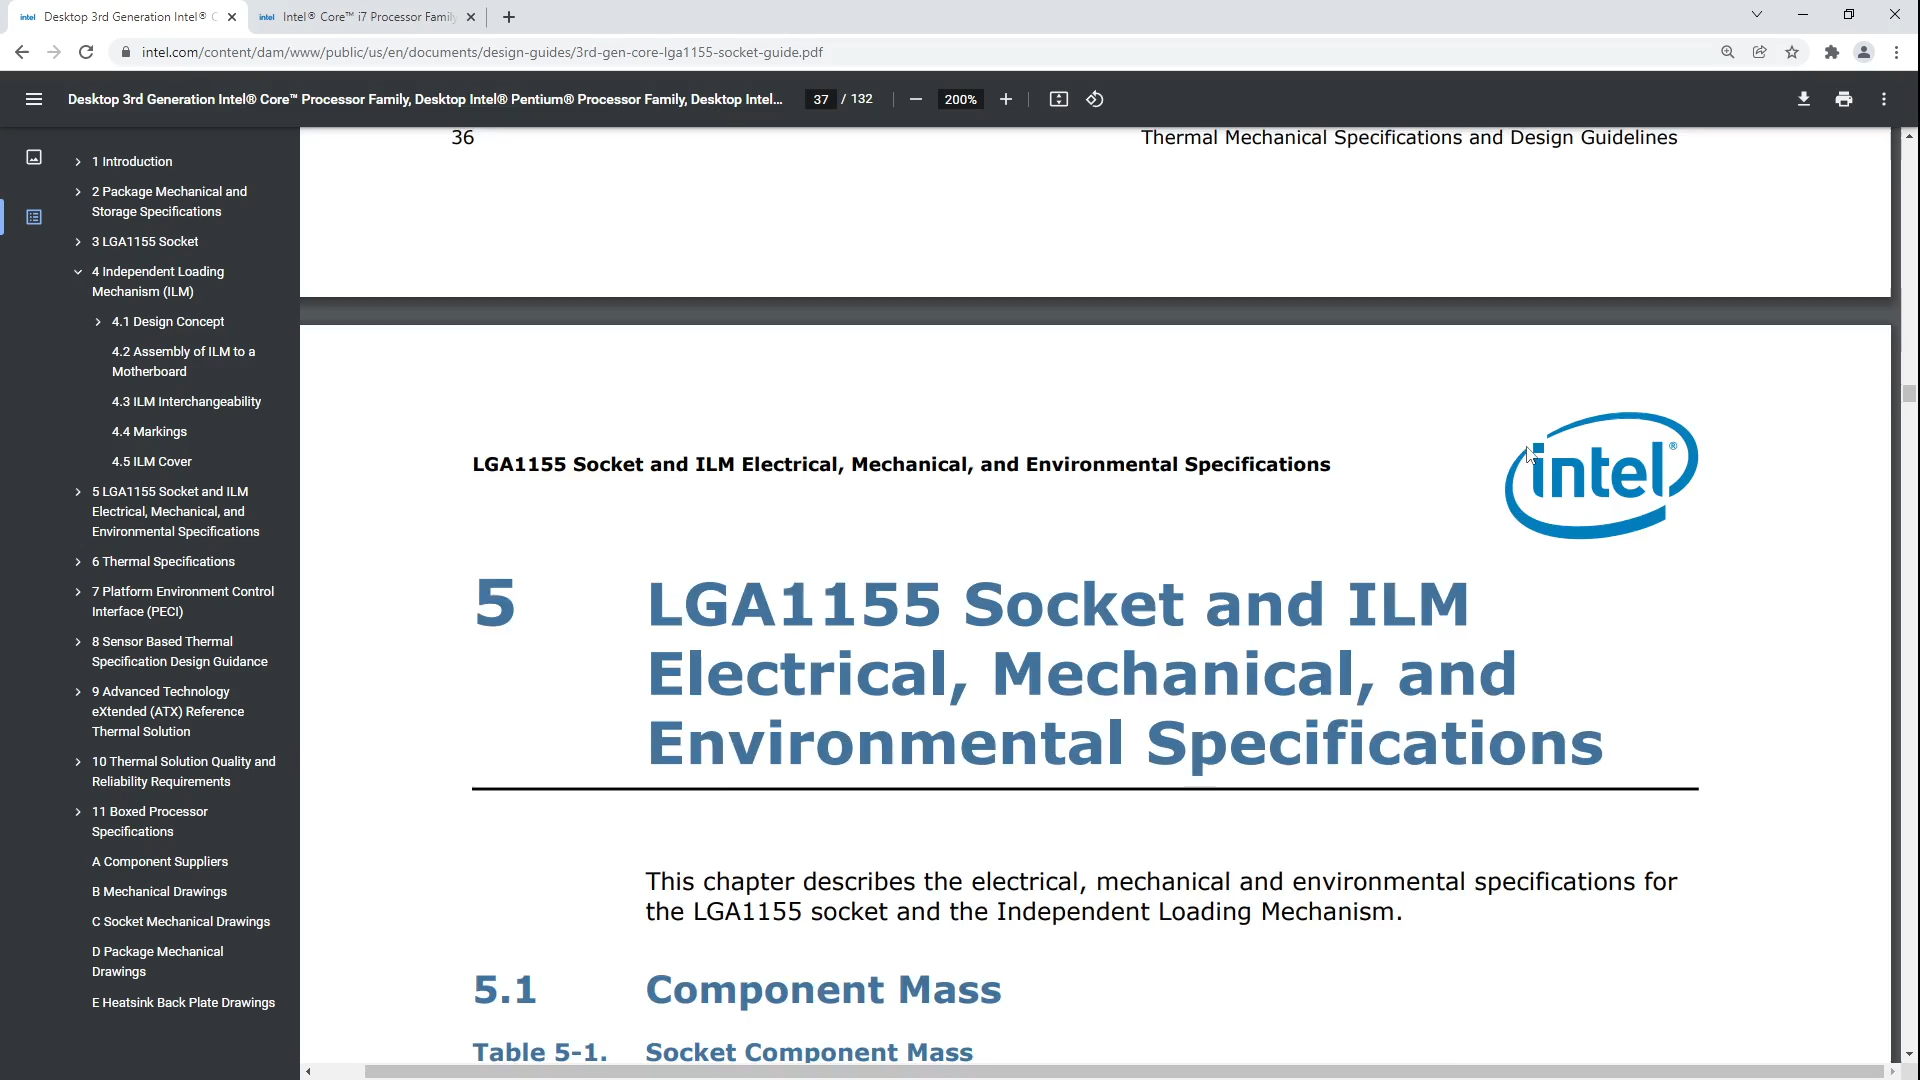 intel Desktop 3rd Generation Intel® C
intel Intel® Core™ i7 Processor Family
intel.com/content/dam/www/public/us/en/documents/design-guides/3rd-gen-core-lga1155-socket-guide.pdf
Desktop 3rd Generation Intel® Core™ Processor Family, Desktop Intel® Pentium® Processor Family, Desktop Intel...
37 / 132
200%
1 Introduction
2 Package Mechanical and
Storage Specifications
3 LGA1155 Socket
4 Independent Loading
Mechanism (ILM)
4.1 Design Concept
4.2 Assembly of ILM to a
Motherboard
4.3 ILM Interchangeability
4.4 Markings
4.5 ILM Cover
5 LGA1155 Socket and ILM
Electrical, Mechanical, and
Environmental Specifications
6 Thermal Specifications
7 Platform Environment Control
Interface (PECI)
8 Sensor Based Thermal
Specification Design Guidance
9 Advanced Technology
eXtended (ATX) Reference
Thermal Solution
10 Thermal Solution Quality and
Reliability Requirements
11 Boxed Processor
Specifications
A Component Suppliers
B Mechanical Drawings
C Socket Mechanical Drawings
D Package Mechanical
Drawings
E Heatsink Back Plate Drawings
36 Thermal Mechanical Specifications and Design Guidelines
LGA1155 Socket and ILM Electrical, Mechanical, and Environmental Specifications
intel®
5 LGA1155 Socket and ILM
Electrical, Mechanical, and
Environmental Specifications
This chapter describes the electrical, mechanical and environmental specifications for
the LGA1155 socket and the Independent Loading Mechanism.
5.1 Component Mass
Table 5-1. Socket Component Mass